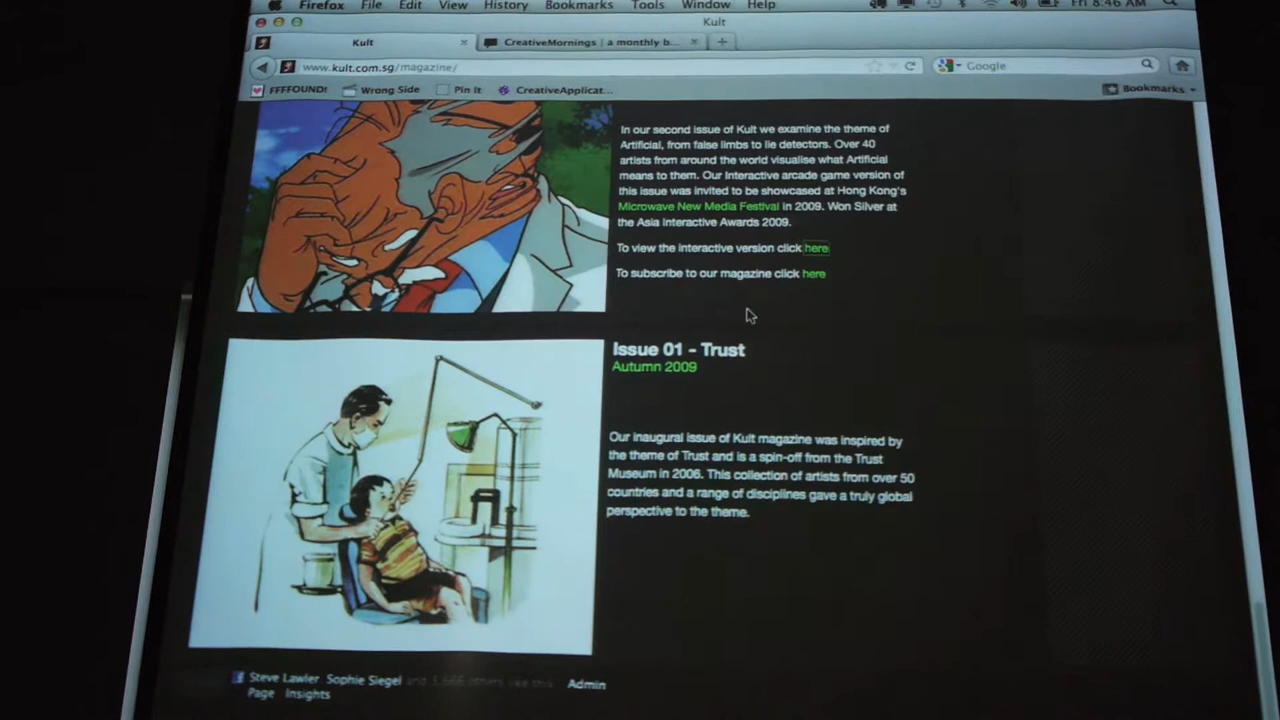 Firefox File Edit View History Bookmarks Tools Window Help Fri 8:46 AM
Kult
Kult CreativeMornings | a monthly b...
www.kult.com.sg/magazine/ Google
FFFFOUND! Wrong Side Pin It CreativeApplicat... Bookmarks
In our second issue of Kult we examine the theme of
Artificial, from false limbs to lie detectors. Over 40
artists from around the world visualise what Artificial
means to them. Our Interactive arcade game version of
this issue was invited to be showcased at Hong Kong's
Microwave New Media Festival in 2009. Won Silver at
the Asia Interactive Awards 2009.
To view the interactive version click here
To subscribe to our magazine click here
Issue 01 - Trust
Autumn 2009
Our inaugural issue of Kult magazine was inspired by
the theme of Trust and is a spin-off from the Trust
Museum in 2006. This collection of artists from over 50
countries and a range of disciplines gave a truly global
perspective to the theme.
Steve Lawler Sophie Siegel and others like this. Admin
Page Insights